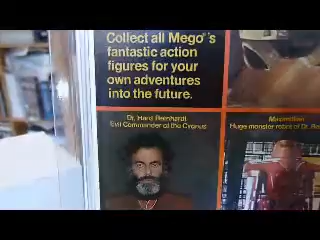 Collect all Mego®'s
fantastic action
figures for your
own adventures
into the future.
Dr. Hans Reinhardt
Evil Commander of the Cygnus
Maximilian
Huge monster robot of Dr. Re